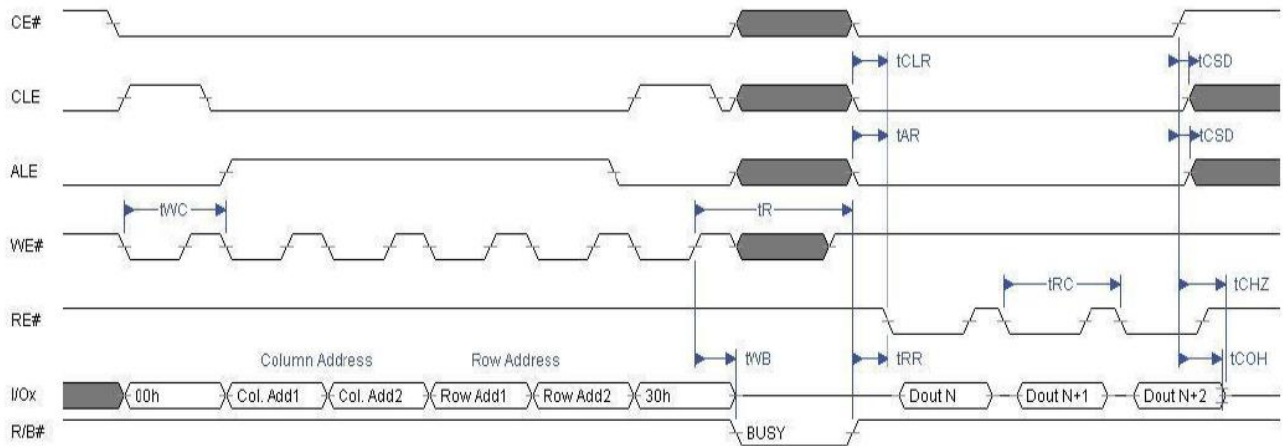 CE#
tCLR
tCSD
CLE
tAR
tCSD
ALE
tWC
tR
WE#
tRC
tCHZ
RE#
Column Address
Row Address
tWB
tRR
tCOH
I/Ox
00h
Col. Add1
Col. Add2
Row Add1
Row Add2
30h
Dout N
Dout N+1
Dout N+2
R/B#
BUSY